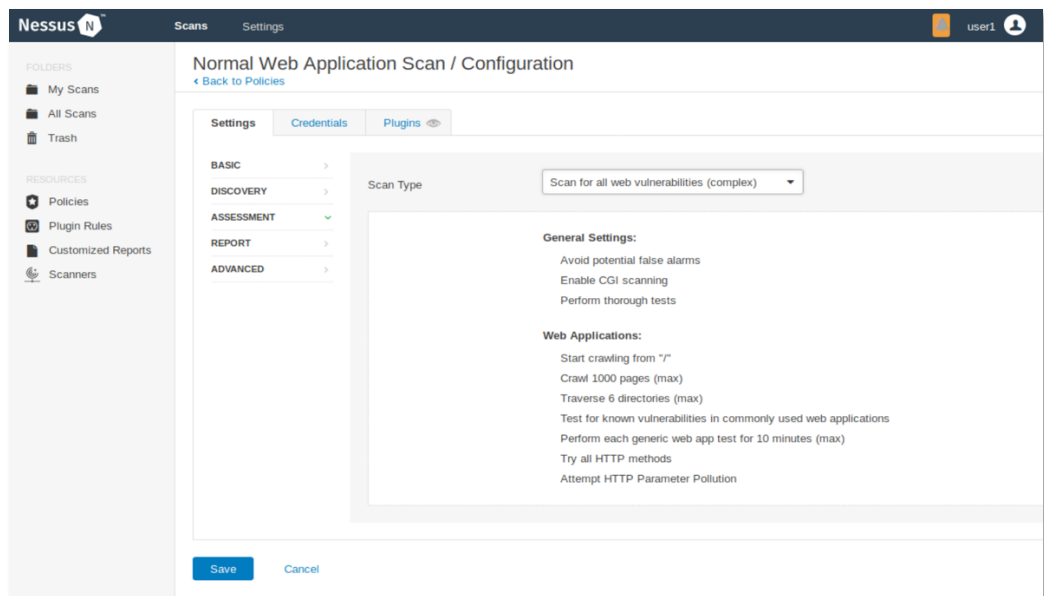 Nessus N
Scans Settings user1
FOLDERS
My Scans
All Scans
Trash
RESOURCES
Policies
Plugin Rules
Customized Reports
Scanners
Normal Web Application Scan / Configuration
Back to Policies
Settings Credentials Plugins
BASIC
DISCOVERY
ASSESSMENT
REPORT
ADVANCED
Scan Type Scan for all web vulnerabilities (complex)
General Settings:
Avoid potential false alarms
Enable CGI scanning
Perform thorough tests
Web Applications:
Start crawling from "/"
Crawl 1000 pages (max)
Traverse 6 directories (max)
Test for known vulnerabilities in commonly used web applications
Perform each generic web app test for 10 minutes (max)
Try all HTTP methods
Attempt HTTP Parameter Pollution
Save Cancel